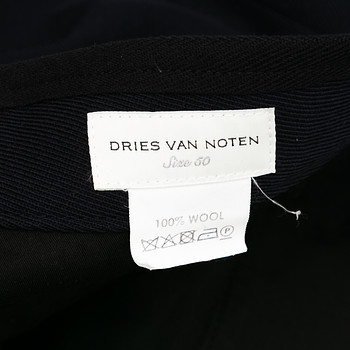 DRIES VAN NOTEN
Size 50
100% WOOL
P